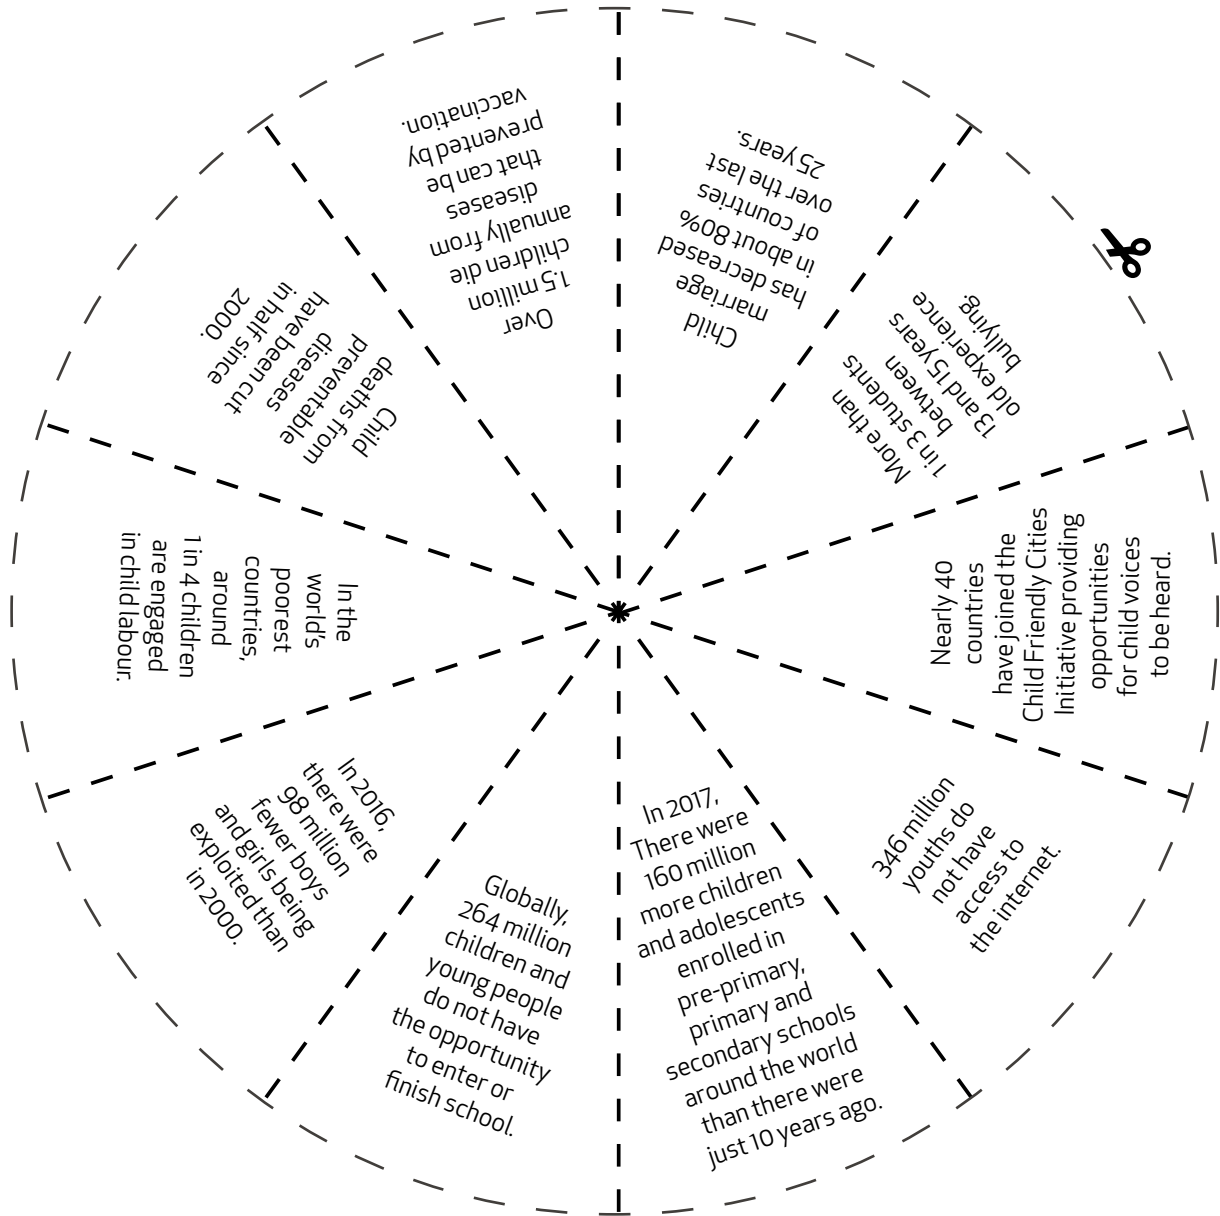 Over
1.5 million
children die
annually from
diseases
that can be
prevented by
vaccination.
Child
marriage
has decreased
in about 80%
of countries
over the last
25 years.
More than
1 in 3 students
between
13 and 15 years
old experience
bullying.
Nearly 40
countries
have joined the
Child Friendly Cities
Initiative providing
opportunities
for child voices
to be heard.
346 million
youths do
not have
access to
the internet.
In 2017,
There were
160 million
more children
and adolescents
enrolled in
pre-primary,
primary and
secondary schools
around the world
than there were
just 10 years ago.
Globally,
264 million
children and
young people
do not have
the opportunity
to enter or
finish school.
In 2016,
there were
98 million
fewer boys
and girls being
exploited than
in 2000.
In the
world's
poorest
countries,
around
1 in 4 children
are engaged
in child labour.
Child
deaths from
preventable
diseases
have been cut
in half since
2000.